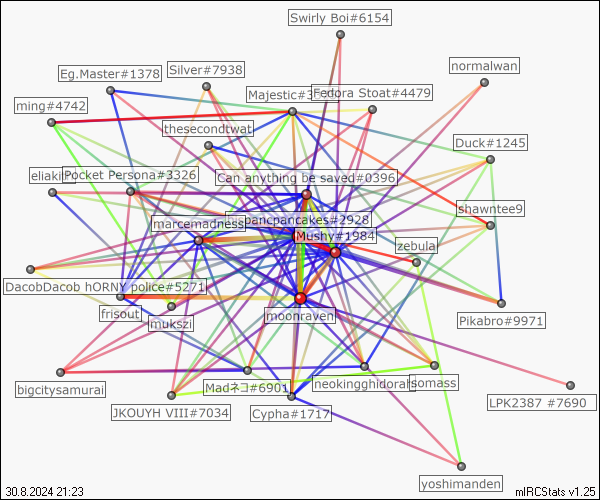 Swirly Boi#6154
normalwan
Eg.Master#1378
Silver#7938
Majestic#3
Fedora Stoat#4479
ming#4742
thesecondtwat
Duck#1245
eliaki
Pocket Persona#3326
Can anything be saved#0396
shawntee9
marcemadness
bancpancakes#2928
Mushy#1984
zebula
DacobDacob hORNY police#5271
frisout
mukszi
moonraven
Pikabro#9971
bigcitysamurai
Madネコ#6901
neokingghidorah
somass
JKOUYH VIII#7034
Cypha#1717
LPK2387 #7690
yoshimanden
30.8.2024 21:23
mIRCStats v1.25